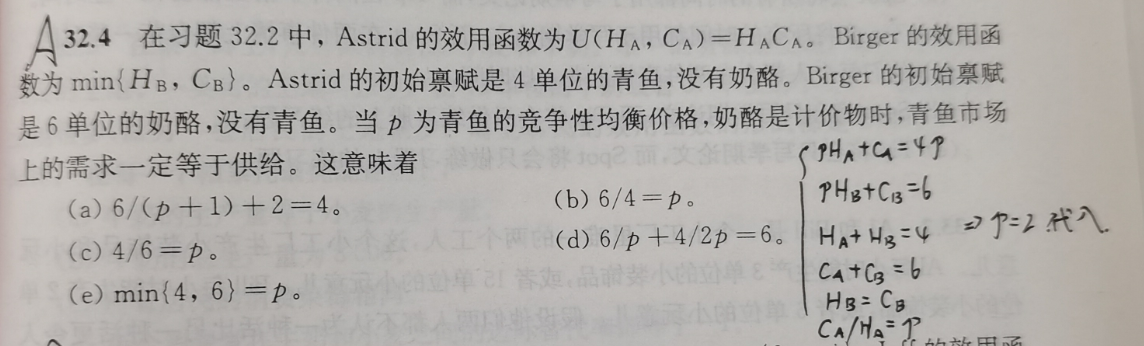 A 32.4 在习题 32.2 中，Astrid 的效用函数为 U(H_A，C_A)＝H_AC_A。Birger 的效用函
数为 min{H_B，C_B}。Astrid 的初始禀赋是 4 单位的青鱼，没有奶酪。Birger 的初始禀赋
是 6 单位的奶酪，没有青鱼。当 p 为青鱼的竞争性均衡价格，奶酪是计价物时，青鱼市场
上的需求一定等于供给。这意味着
(a) 6/(p＋1)＋2＝4。
(b) 6/4＝p。
(c) 4/6＝p。
(d) 6/p＋4/2p＝6。
(e) min{4，6}＝p。
PH_A+C_A=4P
PH_B+C_B=6
H_A+H_B=4 ⇒ P=2 代入
C_A+C_B=6
H_B=C_B
C_A/H_A=P
的效用函